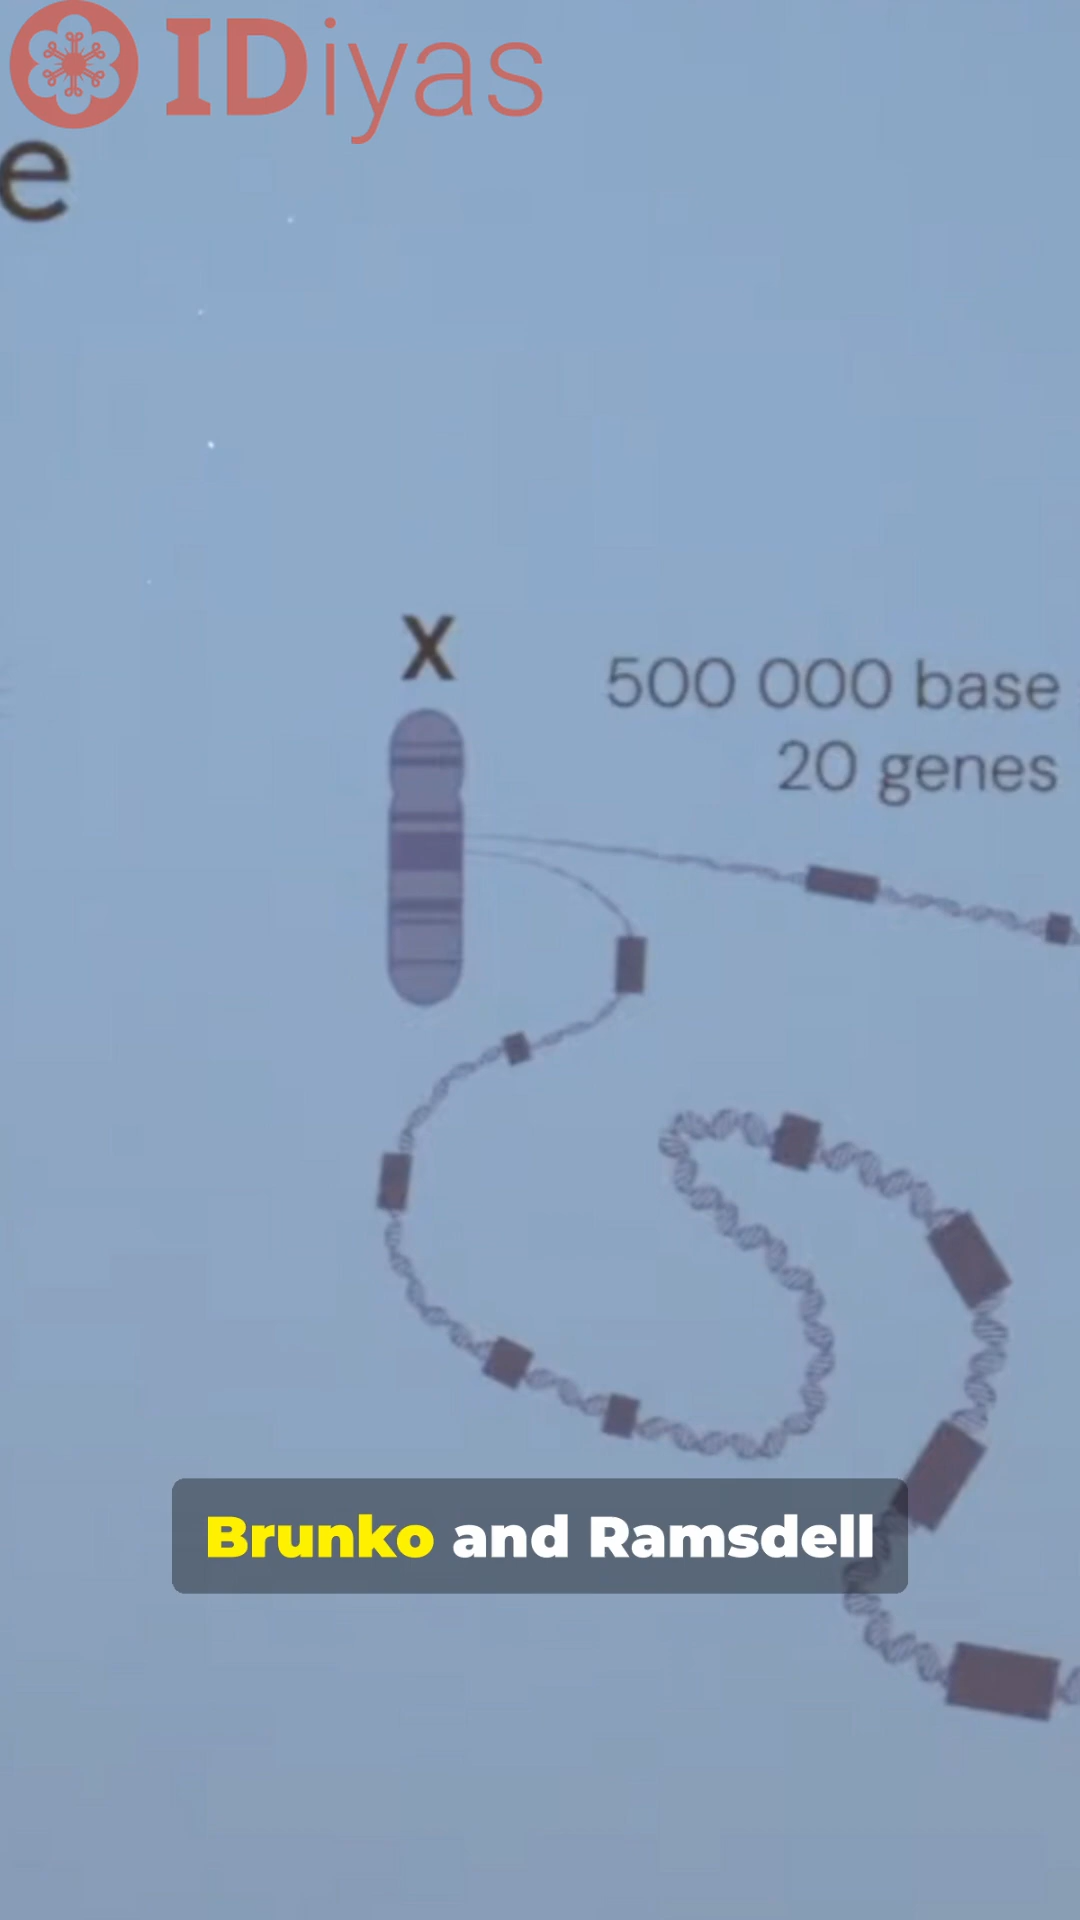 IDiyas
e
X
500 000 base
20 genes
Brunko and Ramsdell